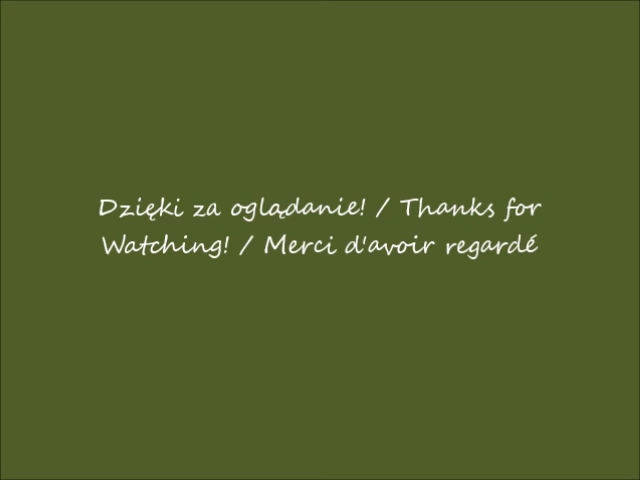 Dzięki za oglądanie! / Thanks for
Watching! / Merci d'avoir regardé